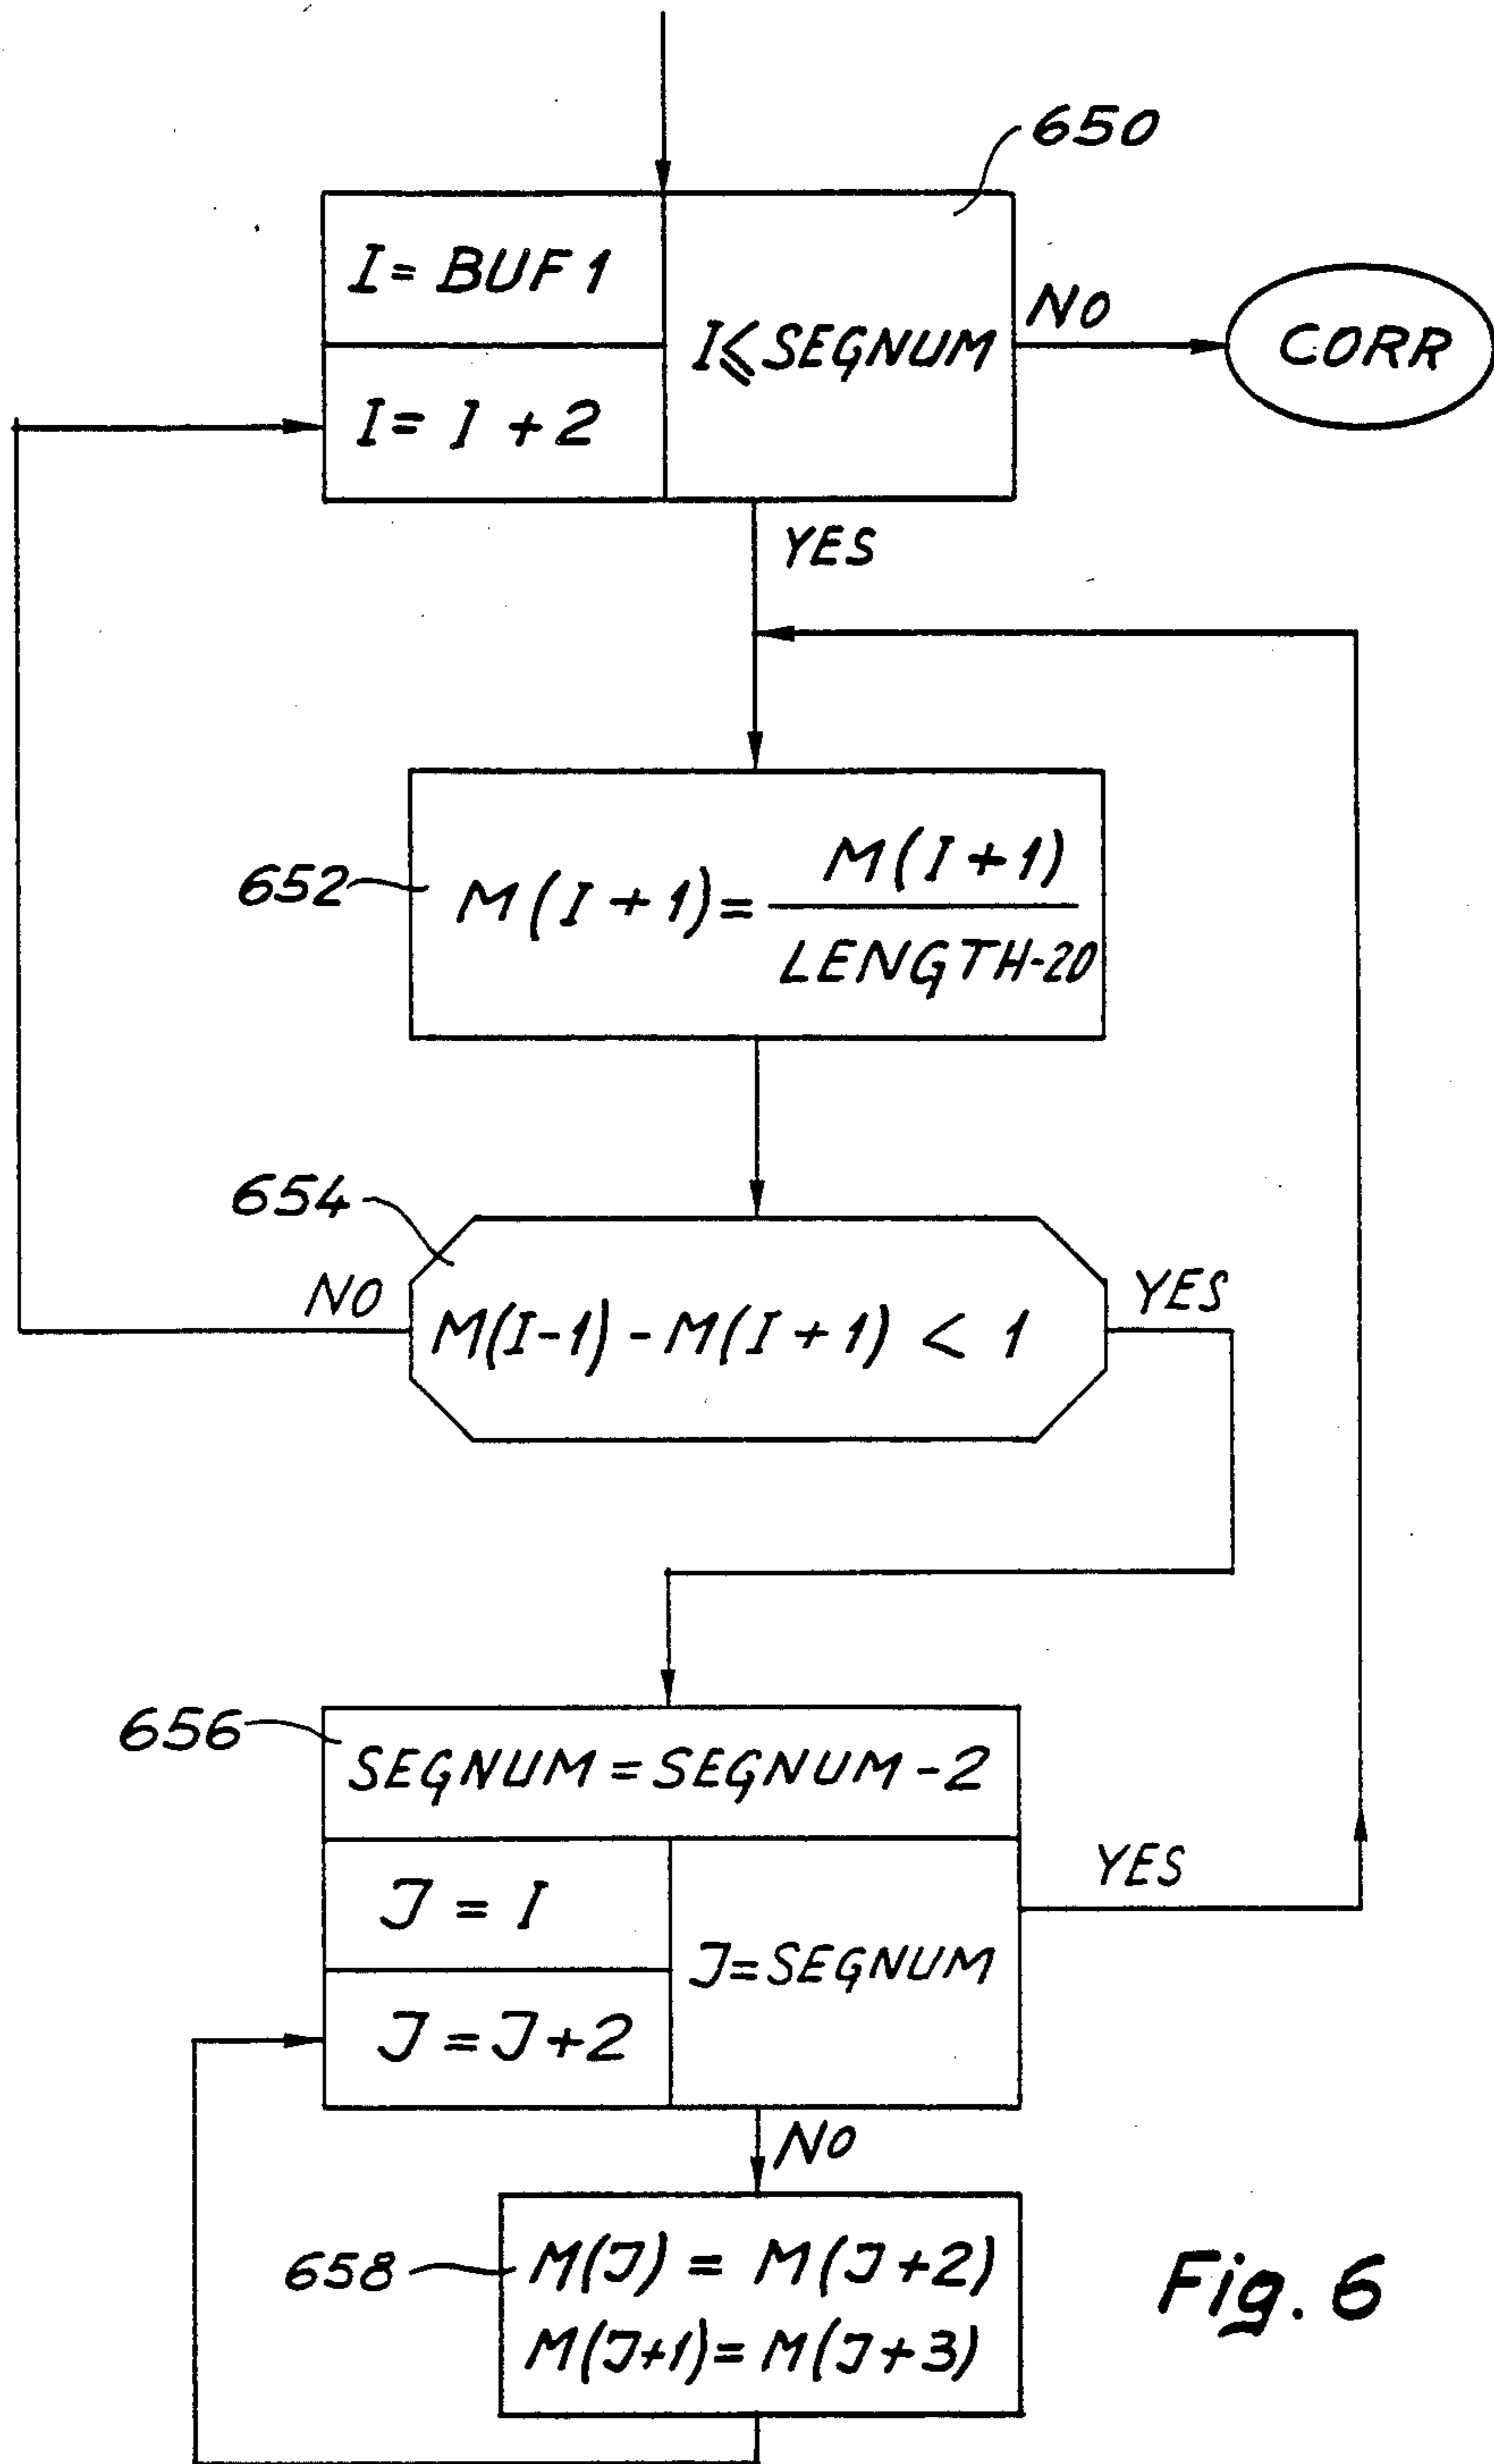 650
I = BUF 1
I ≤ SEGNUM
NO
CORR
I = I + 2
YES
652
M(I + 1) = M(I + 1)
LENGTH-20
654
NO
M(I-1) - M(I + 1) < 1
YES
656
SEGNUM = SEGNUM - 2
J = I
J = SEGNUM
YES
J = J + 2
NO
658
M(J) = M(J + 2)
M(J+1) = M(J + 3)
Fig. 6